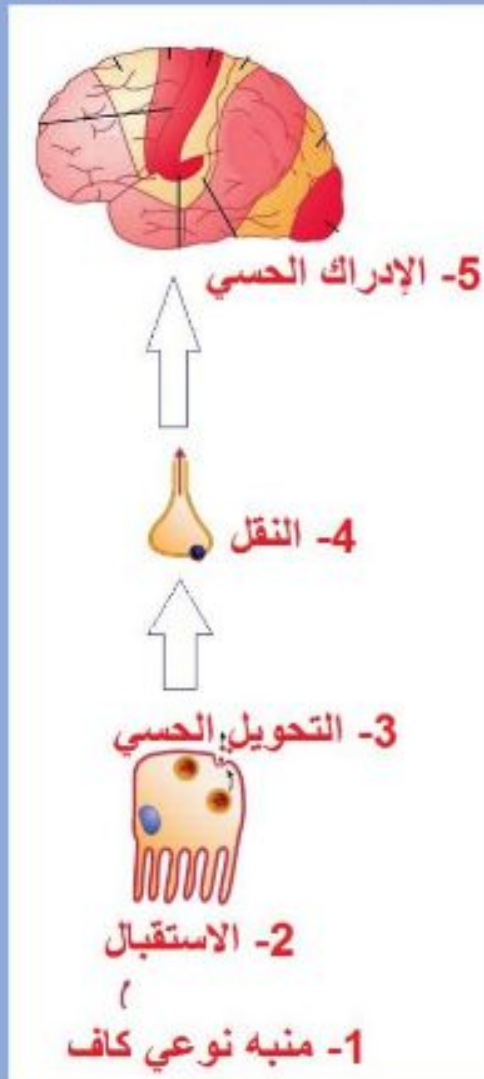 5- الإدراك الحسي
4- النقل
3- التحويل الحسي
2- الاستقبال
1- منبه نوعي كاف